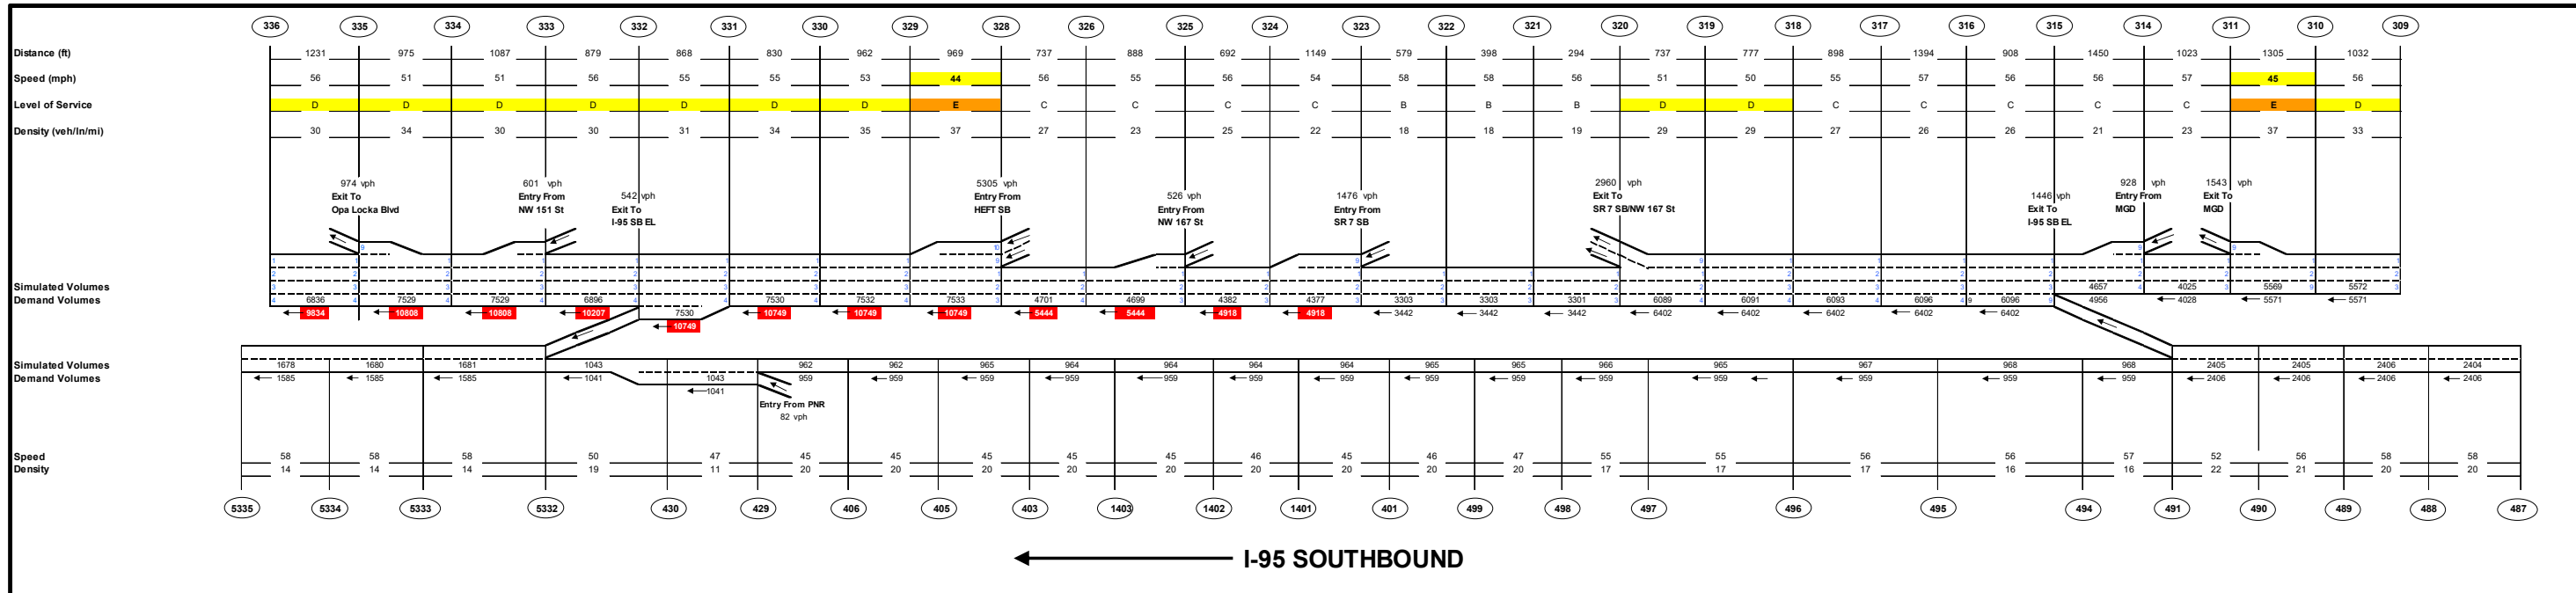 336 335 334 333 332 331 330 329 328 326 325 324 323 322 321 320 319 318 317 316 315 314 311 310 309
Distance (ft) 1231 975 1087 879 868 830 962 969 737 888 692 1149 579 398 294 737 777 898 1394 908 1450 1023 1305 1032
Speed (mph) 56 51 51 56 55 55 53 44 56 55 56 54 58 58 56 51 50 55 57 56 56 57 45 56
Level of Service D D D D D D D E C C C C B B B D D C C C C C E D
Density (veh/ln/mi) 30 34 30 30 31 34 35 37 27 23 25 22 18 18 19 29 29 27 26 26 21 23 37 33
974 vph
Exit To
Opa Locka Blvd
601 vph
Entry From
NW 151 St
542 vph
Exit To
I-95 SB EL
5305 vph
Entry From
HEFT SB
526 vph
Entry From
NW 167 St
1476 vph
Entry From
SR 7 SB
2960 vph
Exit To
SR 7 SB/NW 167 St
1446 vph
Exit To
I-95 SB EL
928 vph
Entry From
MGD
1543 vph
Exit To
MGD
Simulated Volumes 6836 7529 7529 6896 7530 7530 7532 7533 4701 4699 4382 4377 3303 3303 3301 6089 6091 6093 6096 6096 4657 4025 5569 5572
Demand Volumes 9834 10808 10808 10207 10749 10749 10749 10749 5444 5444 4918 4918 3442 3442 3442 6402 6402 6402 6402 6402 4956 4028 5571 5571
Simulated Volumes 1678 1680 1681 1043 1043 962 962 965 964 964 964 964 965 965 966 965 967 968 968 2405 2405 2406 2404
Demand Volumes 1585 1585 1585 1041 1041 959 959 959 959 959 959 959 959 959 959 959 959 959 959 2406 2406 2406 2406
Entry From PNR
82 vph
Speed 58 58 58 50 47 45 45 45 45 45 46 45 46 47 55 55 56 56 57 52 56 58 58
Density 14 14 14 19 11 20 20 20 20 20 20 20 20 20 17 17 17 16 16 22 21 20 20
5335 5334 5333 5332 430 429 406 405 403 1403 1402 1401 401 499 498 497 496 495 494 491 490 489 488 487
I-95 SOUTHBOUND